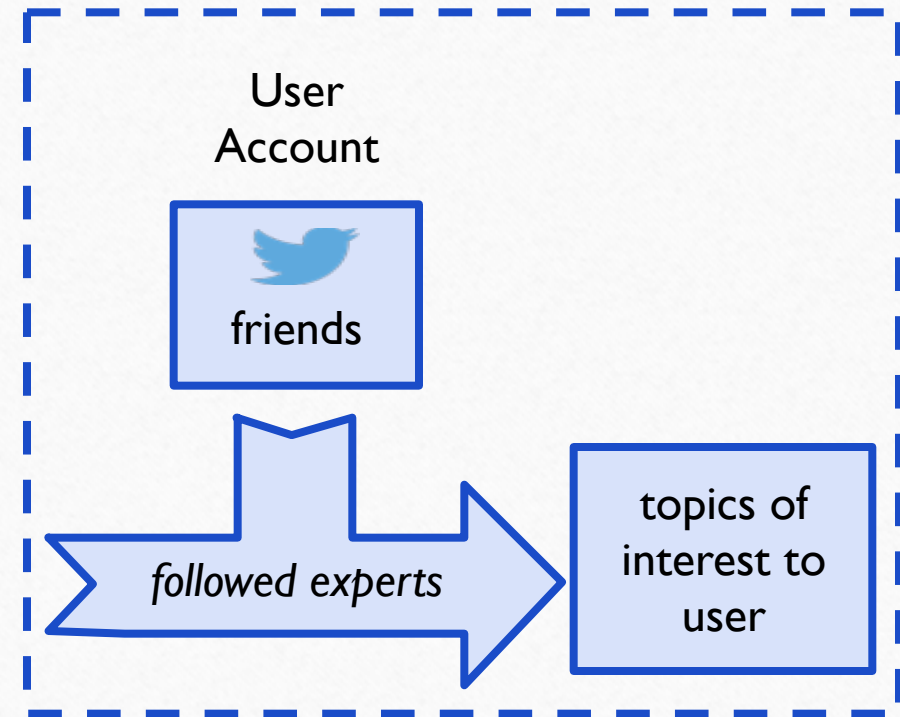 User
Account
friends
followed experts
topics of
interest to
user